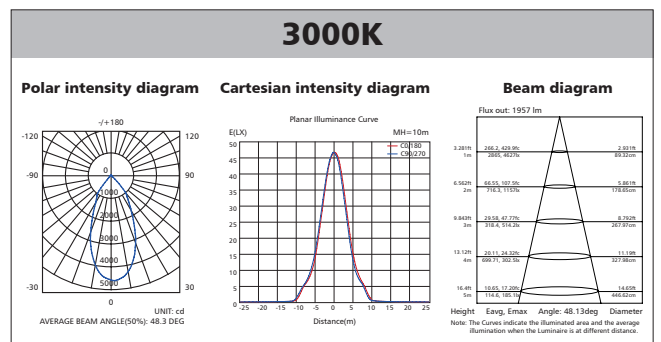 3000K
Polar intensity diagram
-/+180
-120
120
-90
90
0
1000
2000
3000
4000
5000
-30
30
0
UNIT: cd
AVERAGE BEAM ANGLE(50%): 48.3 DEG
Cartesian intensity diagram
Planar Illuminance Curve
E(LX)
MH=10m
C0/180
C90/270
50
45
40
35
30
25
20
15
10
5
0
-25 -20 -15 -10 -5 0 5 10 15 20 25
Distance(m)
Beam diagram
Flux out: 1957 lm
3.281ft 266.2, 429.9fc 2.931ft
1m 2865, 4627lx 89.32cm
6.562ft 66.55, 107.5fc 5.861ft
2m 716.3, 1157lx 178.65cm
9.843ft 29.58, 47.77fc 8.792ft
3m 318.4, 514.2lx 267.97cm
13.12ft 20.11, 24.32fc 11.19ft
4m 699.71, 302.5lx 327.98cm
16.4ft 10.65, 17.20fc 14.65ft
5m 114.6, 185.1lx 446.62cm
Height Eavg, Emax Angle: 48.13deg Diameter
Note: The Curves indicate the illuminated area and the average
illumination when the Luminaire is at different distance.